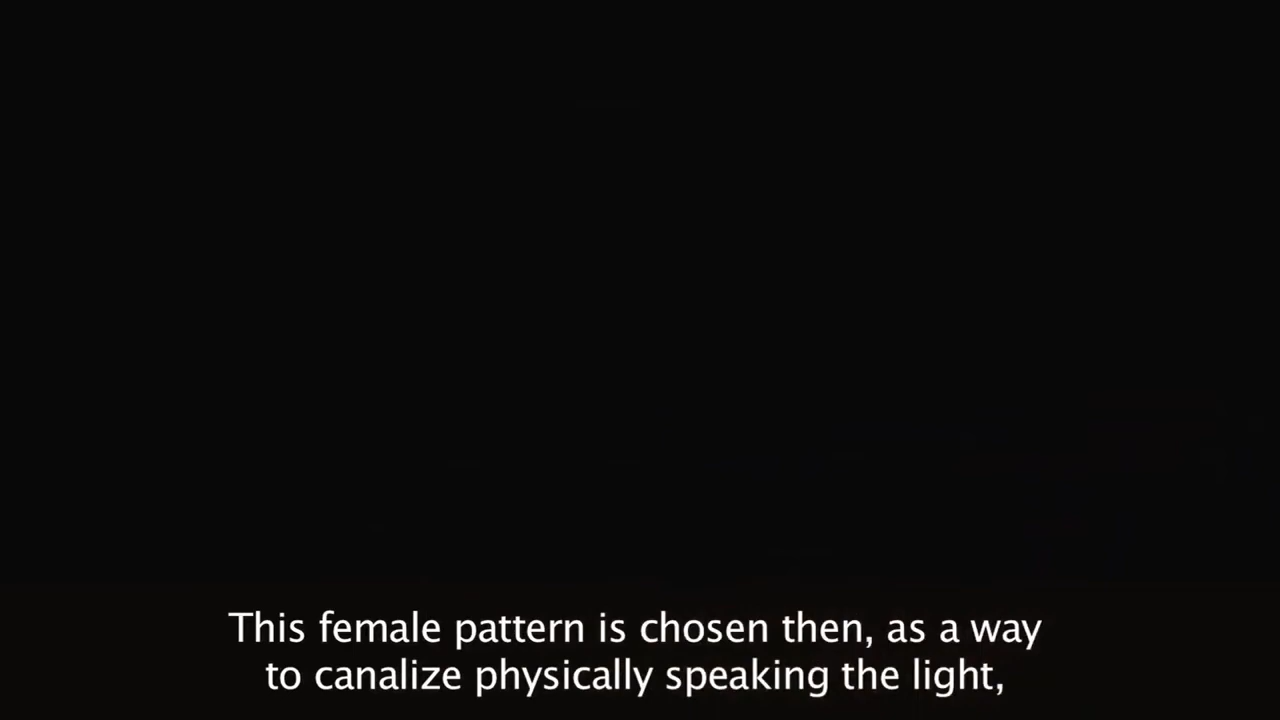 This female pattern is chosen then, as a way
to canalize physically speaking the light,